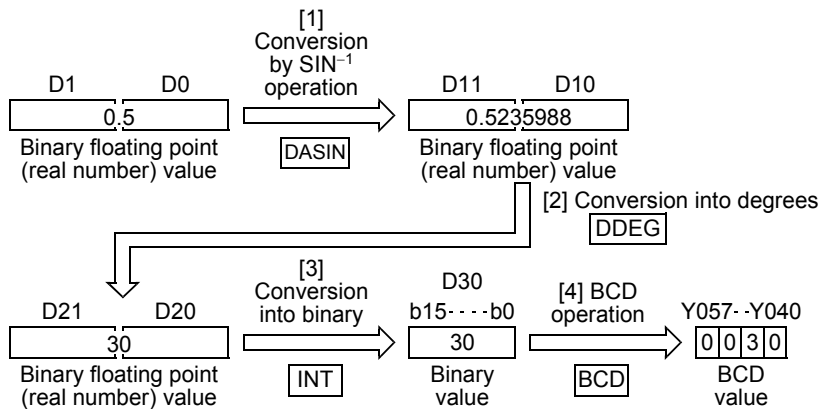 [1]
Conversion
by SIN⁻¹
operation
D1 D0
0.5
Binary floating point
(real number) value
DASIN
D11 D10
0.5235988
Binary floating point
(real number) value
[2] Conversion into degrees
DDEG
D21 D20
30
Binary floating point
(real number) value
[3]
Conversion
into binary
INT
D30
b15----b0
30
Binary
value
[4] BCD
operation
BCD
Y057--Y040
0 0 3 0
BCD
value